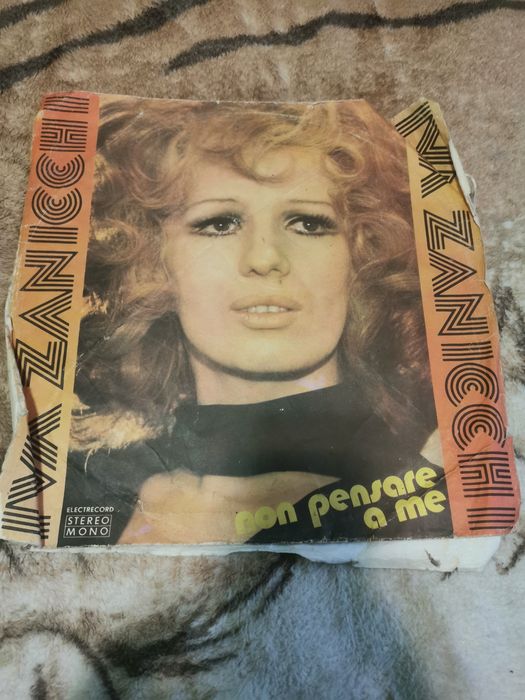 IVA ZANICCHI
IVA ZANICCHI
ELECTRECORD
STEREO
MONO
non pensare
a me